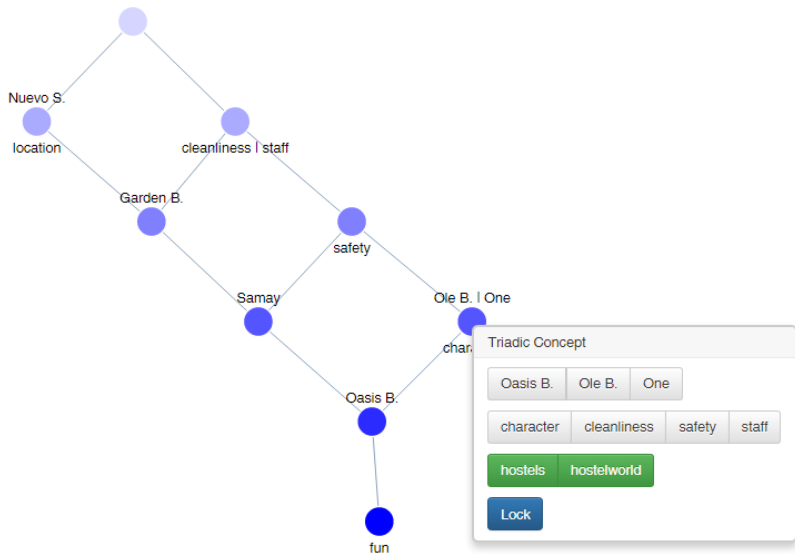 Nuevo S.
location
cleanliness | staff
Garden B.
safety
Samay
Ole B. | One
chara
Triadic Concept
Oasis B. Ole B. One
character cleanliness safety staff
hostels hostelworld
Lock
Oasis B.
fun